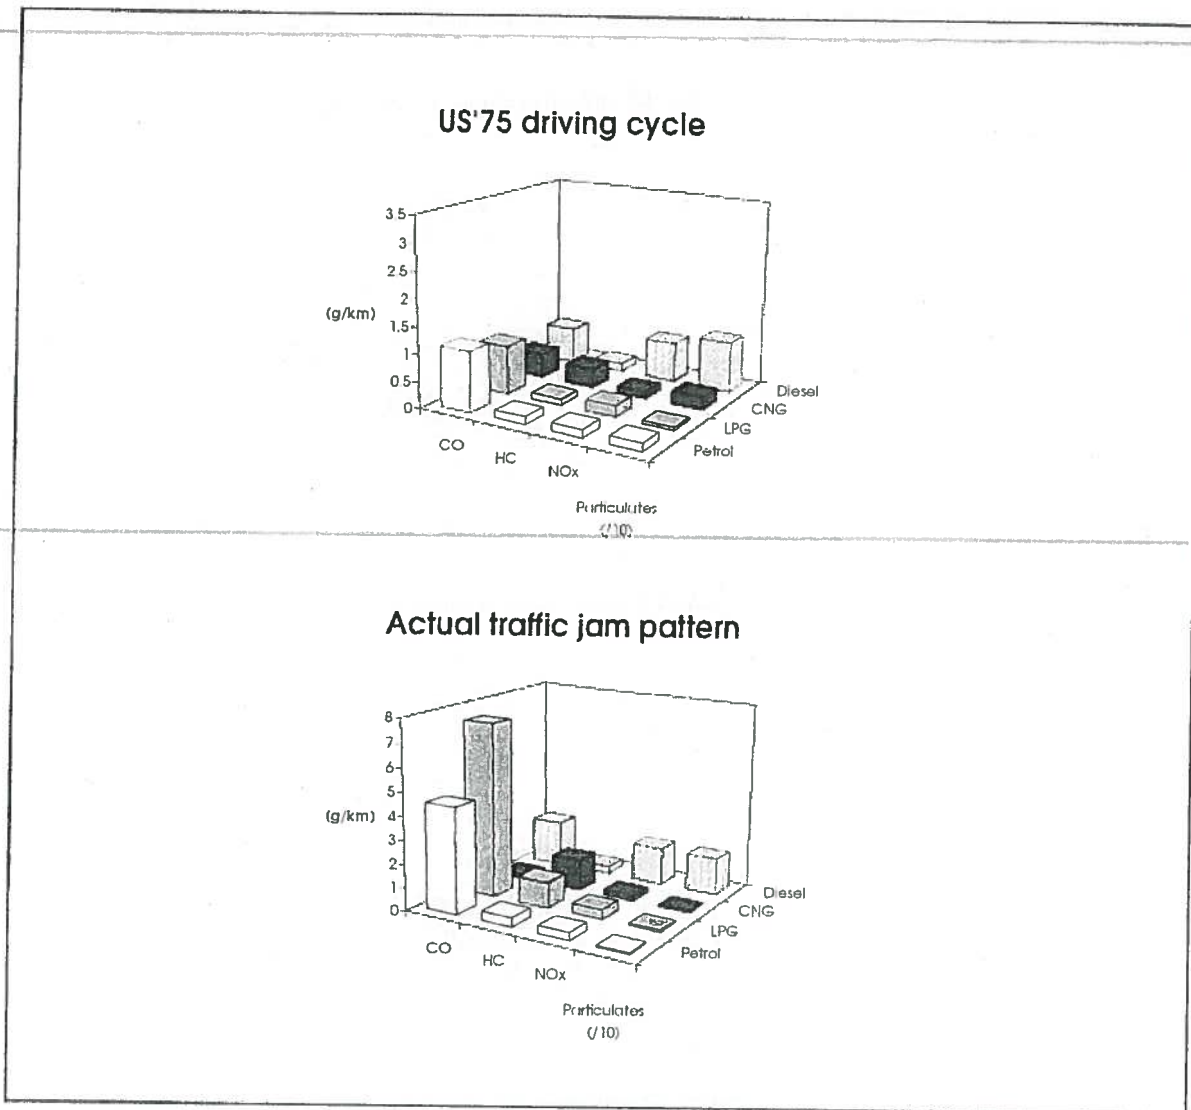 US'75 driving cycle
3.5
3
2.5
2
(g/km)
1.5
1
0.5
0
Diesel
CNG
LPG
Petrol
CO
HC
NOx
Particulates
(/10)
Actual traffic jam pattern
8
7
6
5
(g/km)
4
3
2
1
0
Diesel
CNG
LPG
Petrol
CO
HC
NOx
Particulates
(/10)